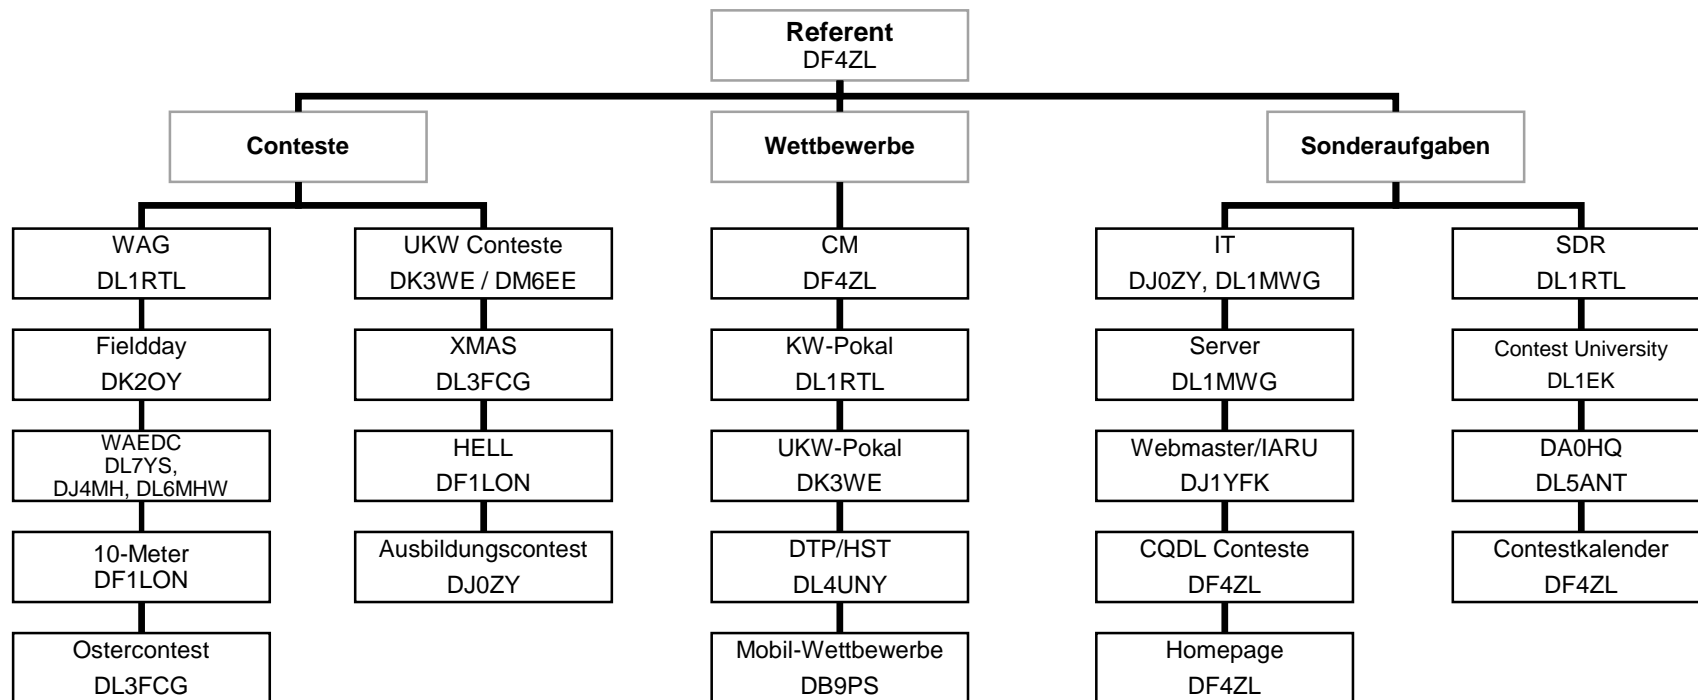 Referent
DF4ZL
Conteste
Wettbewerbe
Sonderaufgaben
WAG
DL1RTL
Fieldday
DK2OY
WAEDC
DL7YS,
DJ4MH, DL6MHW
10-Meter
DF1LON
Ostercontest
DL3FCG
UKW Conteste
DK3WE / DM6EE
XMAS
DL3FCG
HELL
DF1LON
Ausbildungscontest
DJ0ZY
CM
DF4ZL
KW-Pokal
DL1RTL
UKW-Pokal
DK3WE
DTP/HST
DL4UNY
Mobil-Wettbewerbe
DB9PS
IT
DJ0ZY, DL1MWG
Server
DL1MWG
Webmaster/IARU
DJ1YFK
CQDL Conteste
DF4ZL
Homepage
DF4ZL
SDR
DL1RTL
Contest University
DL1EK
DA0HQ
DL5ANT
Contestkalender
DF4ZL